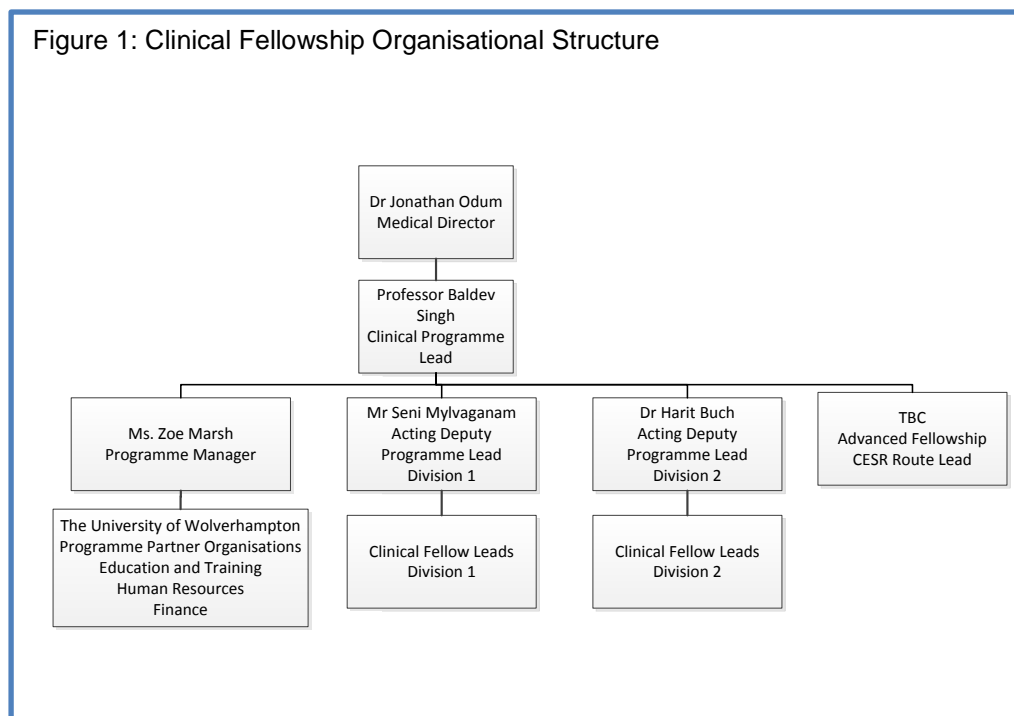 Figure 1: Clinical Fellowship Organisational Structure
Dr Jonathan Odum
Medical Director
Professor Baldev
Singh
Clinical Programme
Lead
Ms. Zoe Marsh
Programme Manager
Mr Seni Mylvaganam
Acting Deputy
Programme Lead
Division 1
Dr Harit Buch
Acting Deputy
Programme Lead
Division 2
TBC
Advanced Fellowship
CESR Route Lead
The University of Wolverhampton
Programme Partner Organisations
Education and Training
Human Resources
Finance
Clinical Fellow Leads
Division 1
Clinical Fellow Leads
Division 2